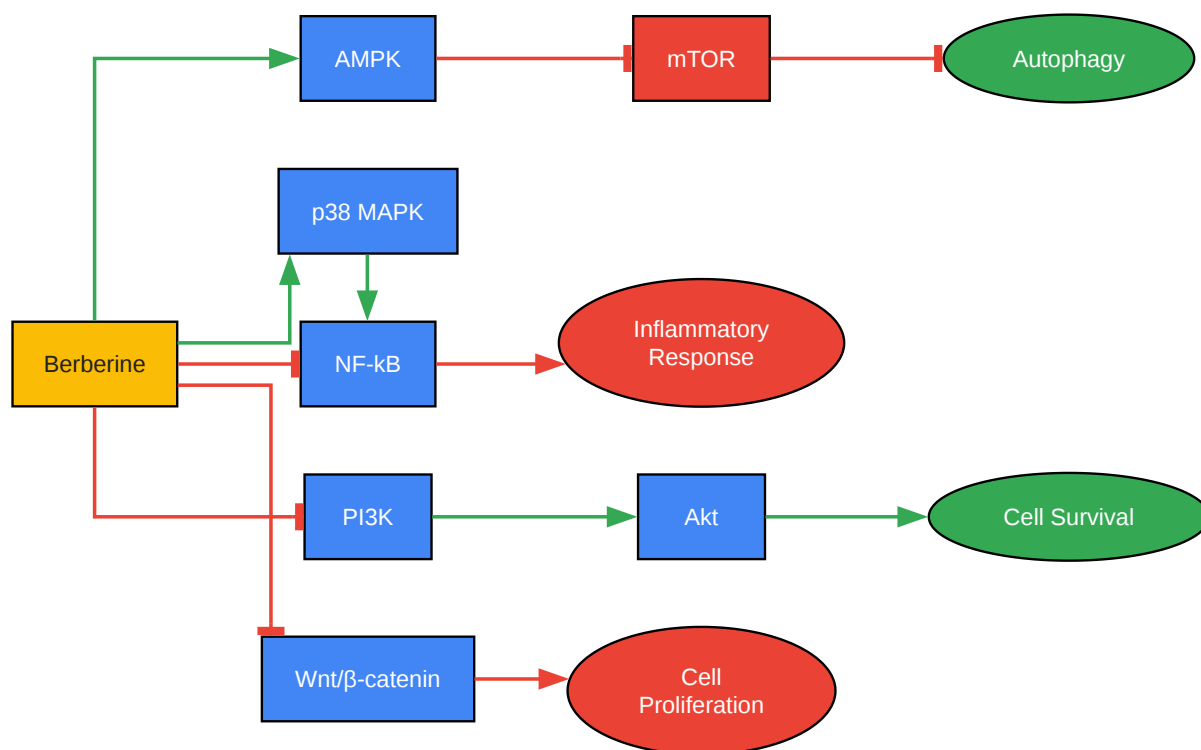 AMPK
mTOR
Autophagy
p38 MAPK
Berberine
NF-kB
Inflammatory
Response
PI3K
Akt
Cell Survival
Wnt/β-catenin
Cell
Proliferation